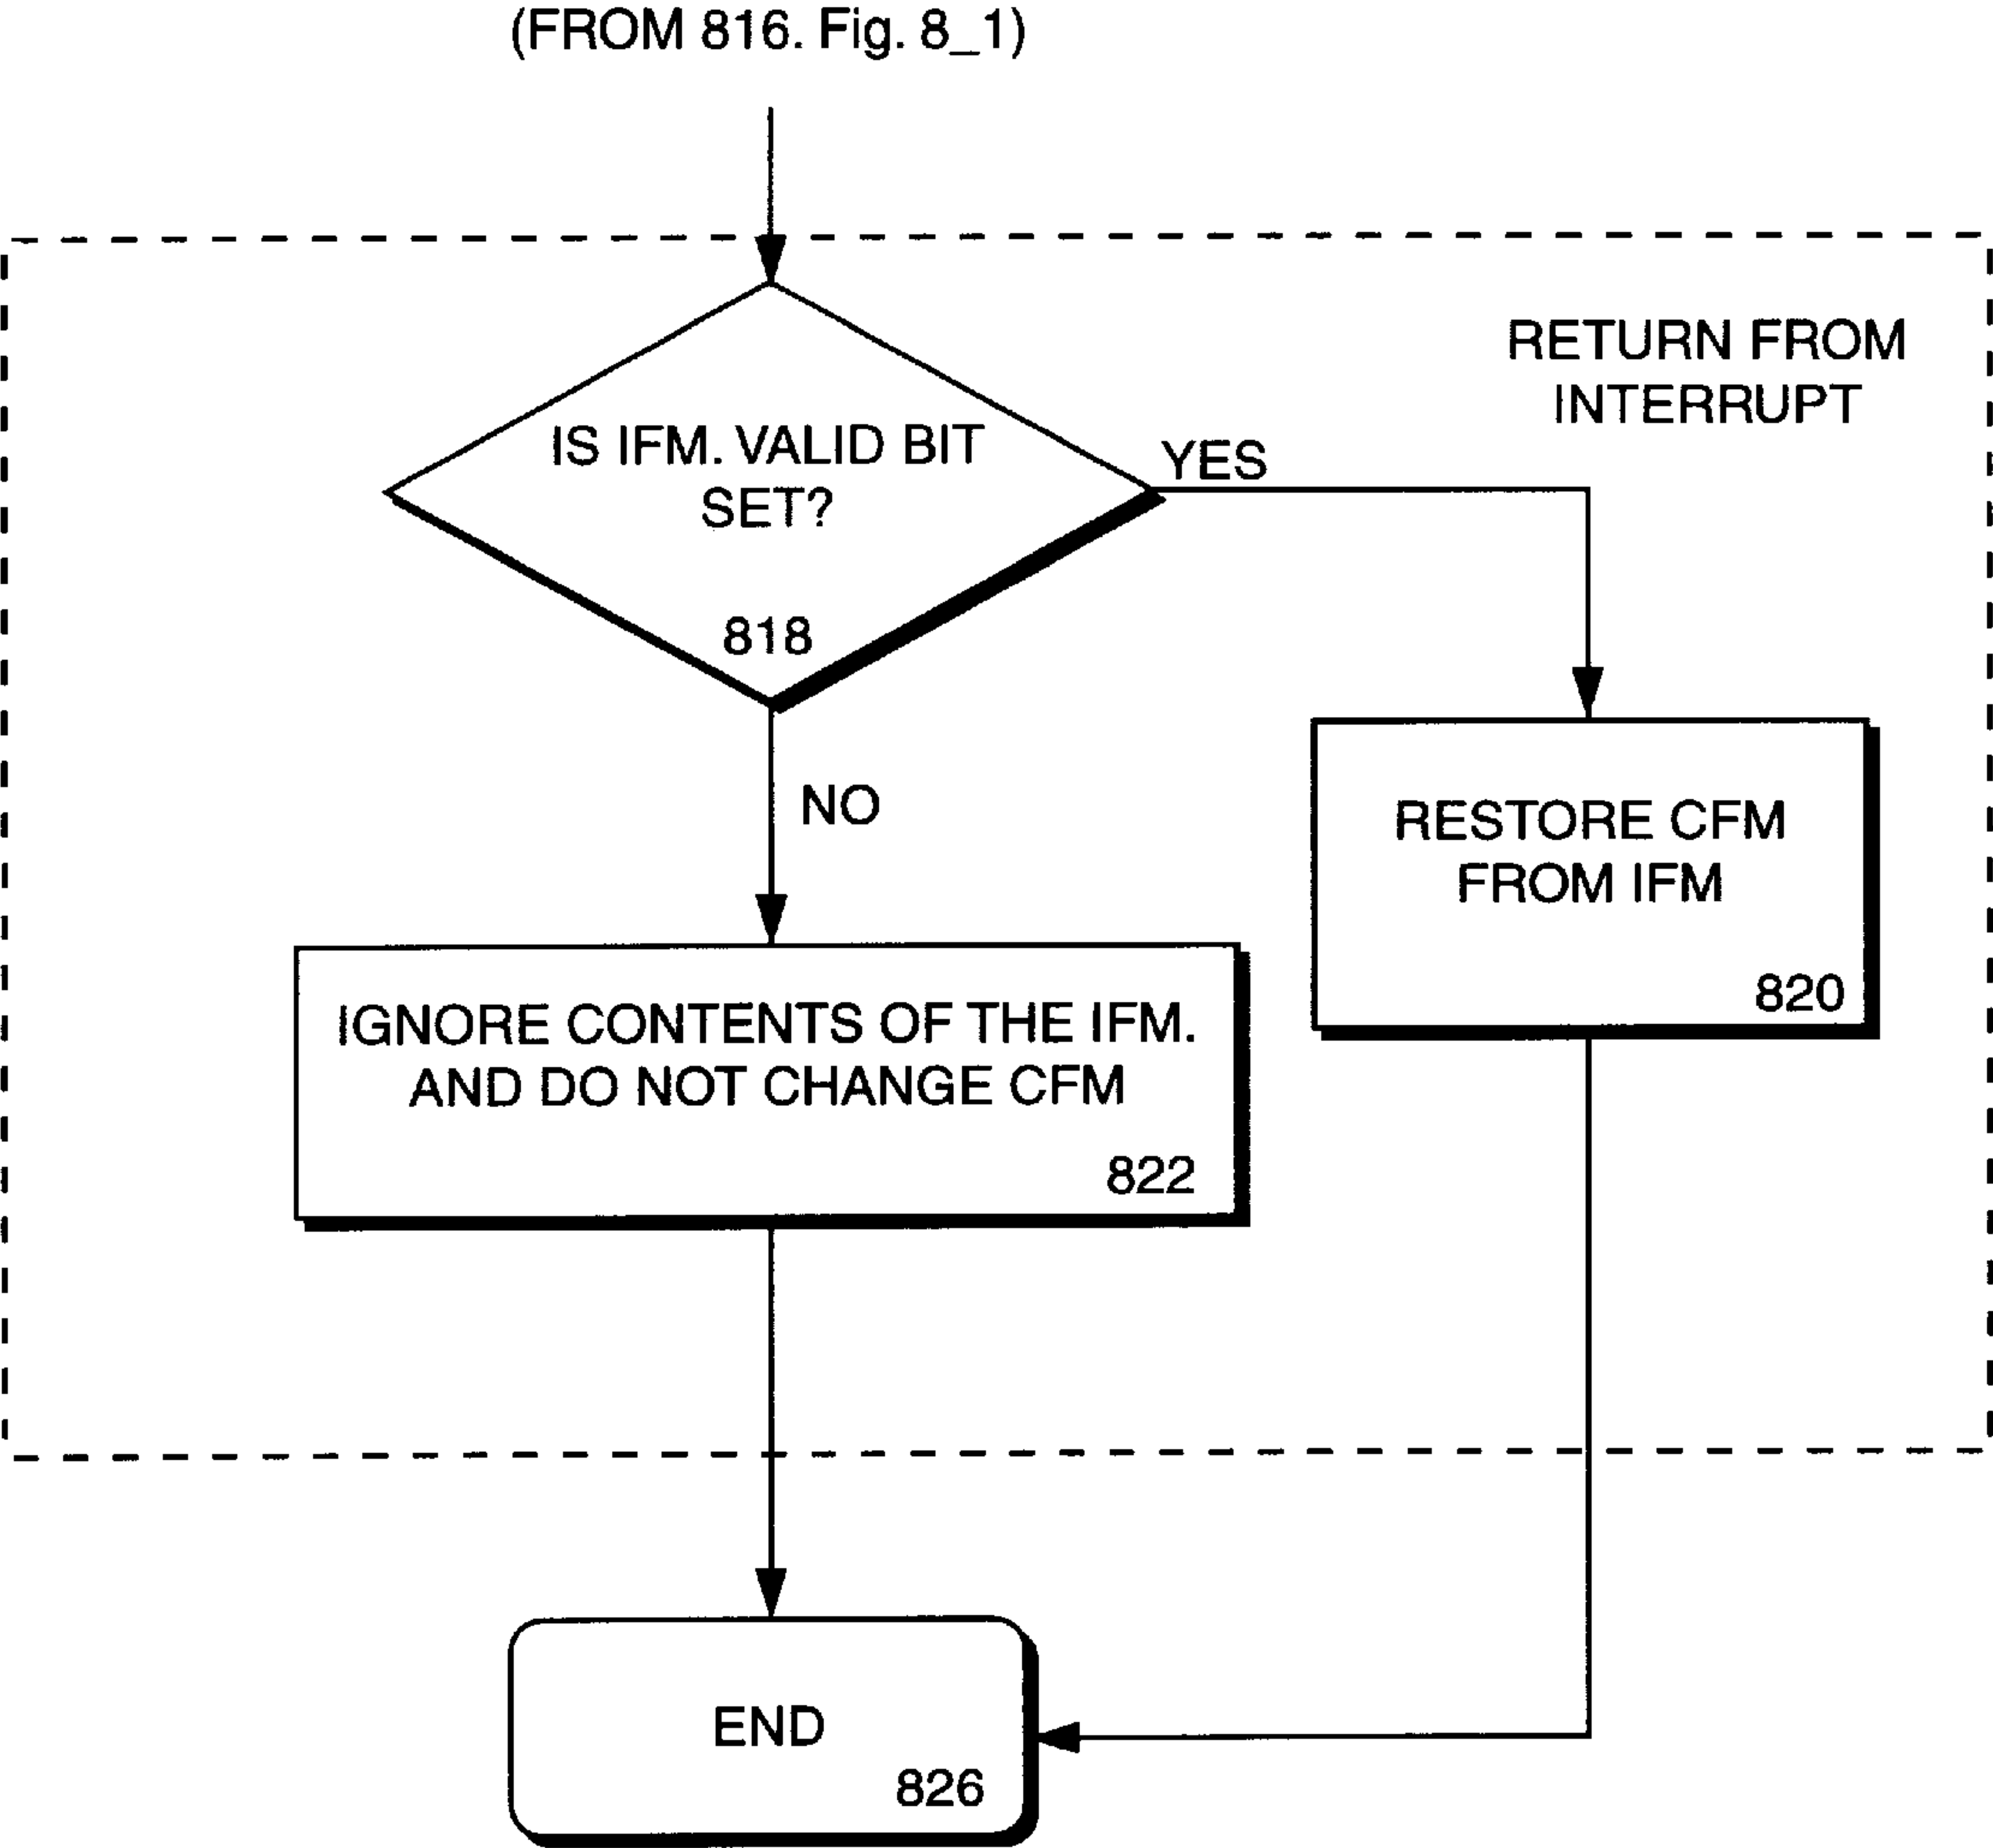 (FROM 816. Fig. 8_1)
RETURN FROM
INTERRUPT
IS IFM. VALID BIT
SET?
818
YES
NO
RESTORE CFM
FROM IFM
820
IGNORE CONTENTS OF THE IFM.
AND DO NOT CHANGE CFM
822
END
826